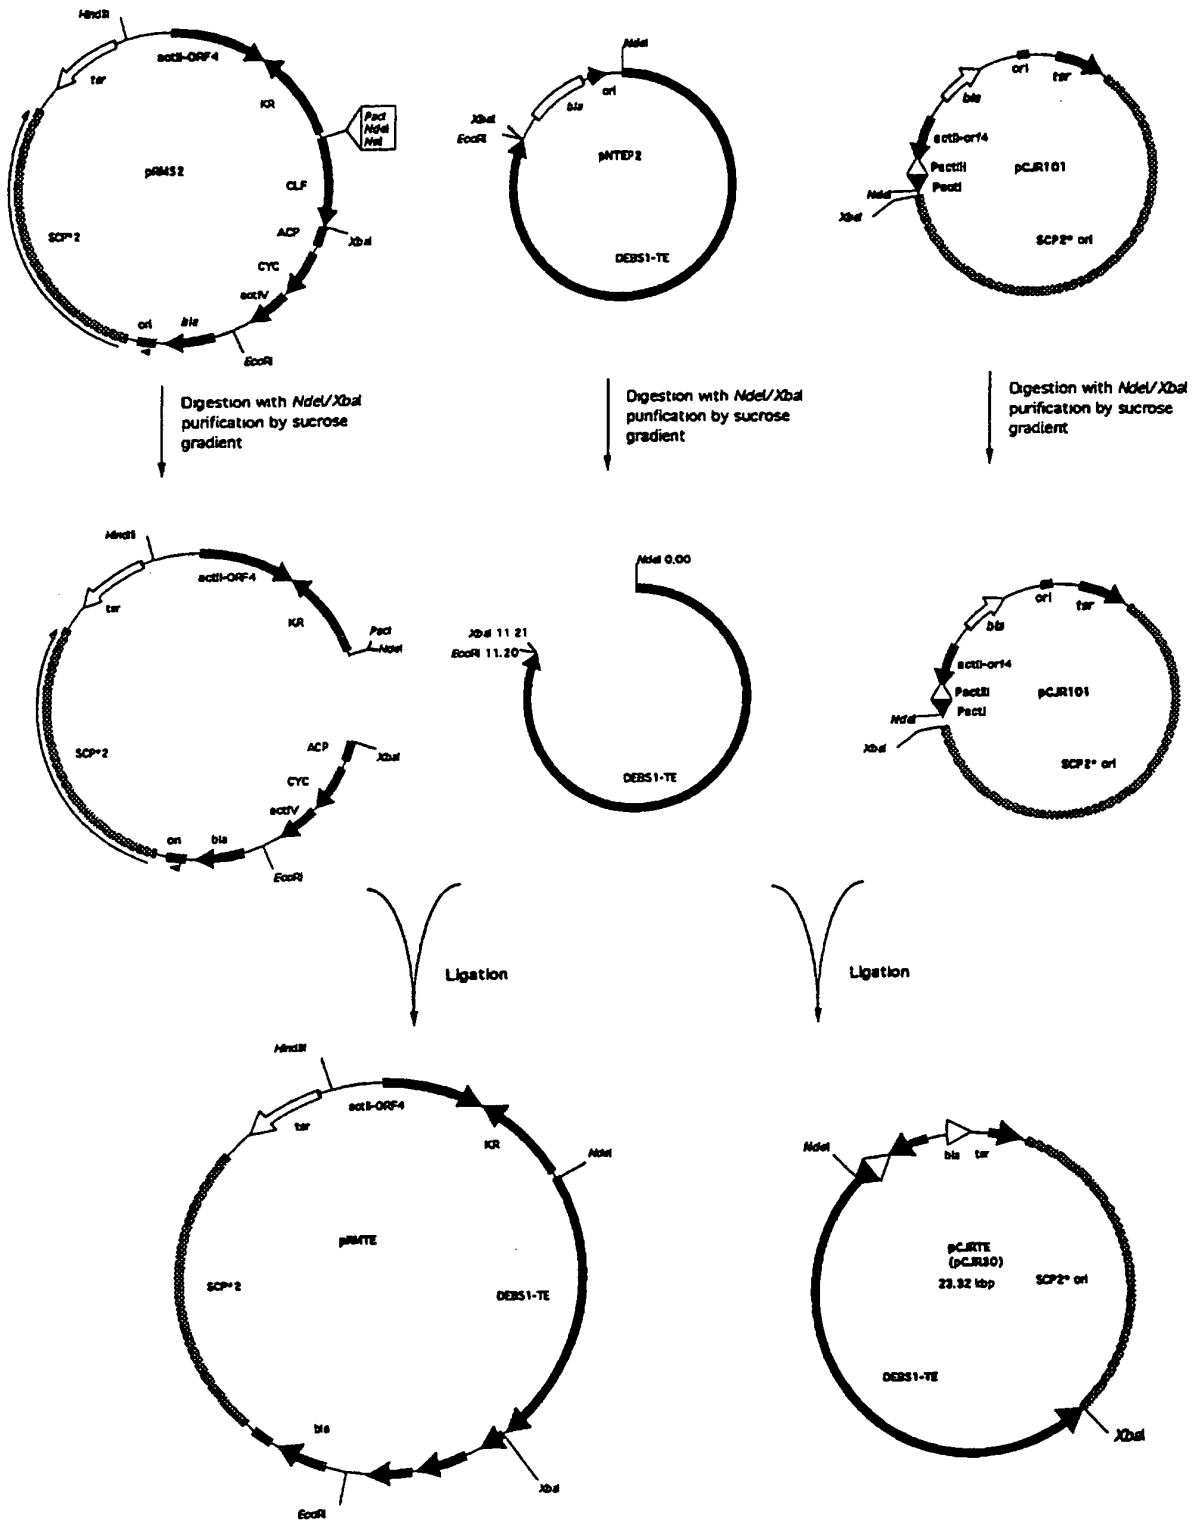 HindIII
actII-ORF4
tsr
KR
PacI
NdeI
NsiI
pRMS2
CLF
SCP*2
ACP
XbaI
CYC
actIV
ori
bla
EcoRI
NdeI
ori
bla
XbaI
EcoRI
pNTEP2
DEBS1-TE
ori
tsr
bla
actII-orf4
PactIII
PactI
pCJR101
NdeI
XbaI
SCP2* ori
Digestion with NdeI/XbaI
purification by sucrose
gradient
Digestion with NdeI/XbaI
purification by sucrose
gradient
Digestion with NdeI/XbaI
purification by sucrose
gradient
HindIII
actII-ORF4
tsr
KR
PacI
NdeI
SCP*2
ACP
XbaI
CYC
actIV
ori
bla
EcoRI
NdeI 0.00
XbaI 11.21
EcoRI 11.20
DEBS1-TE
ori
tsr
bla
actII-orf4
PactIII
PactI
pCJR101
NdeI
XbaI
SCP2* ori
Ligation
Ligation
HindIII
actII-ORF4
tsr
KR
NdeI
pRMTE
SCP*2
DEBS1-TE
bla
XbaI
EcoRI
NdeI
bla
tsr
pCJRTE
(pCJR30)
23.32 kbp
SCP2* ori
DEBS1-TE
XbaI